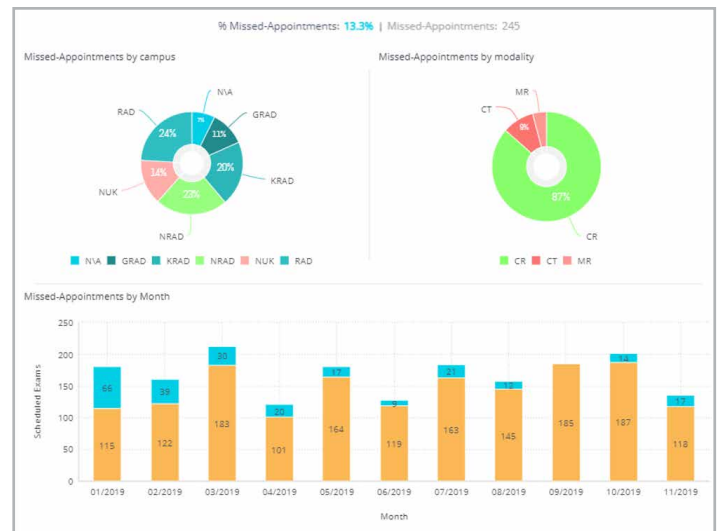 % Missed-Appointments: 13.3% | Missed-Appointments: 245
Missed-Appointments by campus
Missed-Appointments by modality
N\A
GRAD
KRAD
NRAD
NUK
RAD
7%
11%
20%
23%
14%
24%
N\A GRAD KRAD NRAD NUK RAD
MR
CT
CR
9%
87%
CR CT MR
Missed-Appointments by Month
Scheduled Exams
250
200
150
100
50
0
66 39 30 20 17 9 21 12 14 17
115 122 183 101 164 119 163 145 185 187 118
01/2019 02/2019 03/2019 04/2019 05/2019 06/2019 07/2019 08/2019 09/2019 10/2019 11/2019
Month